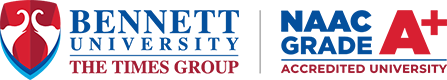 BENNETT
UNIVERSITY
THE TIMES GROUP
NAAC
GRADE A+
ACCREDITED UNIVERSITY